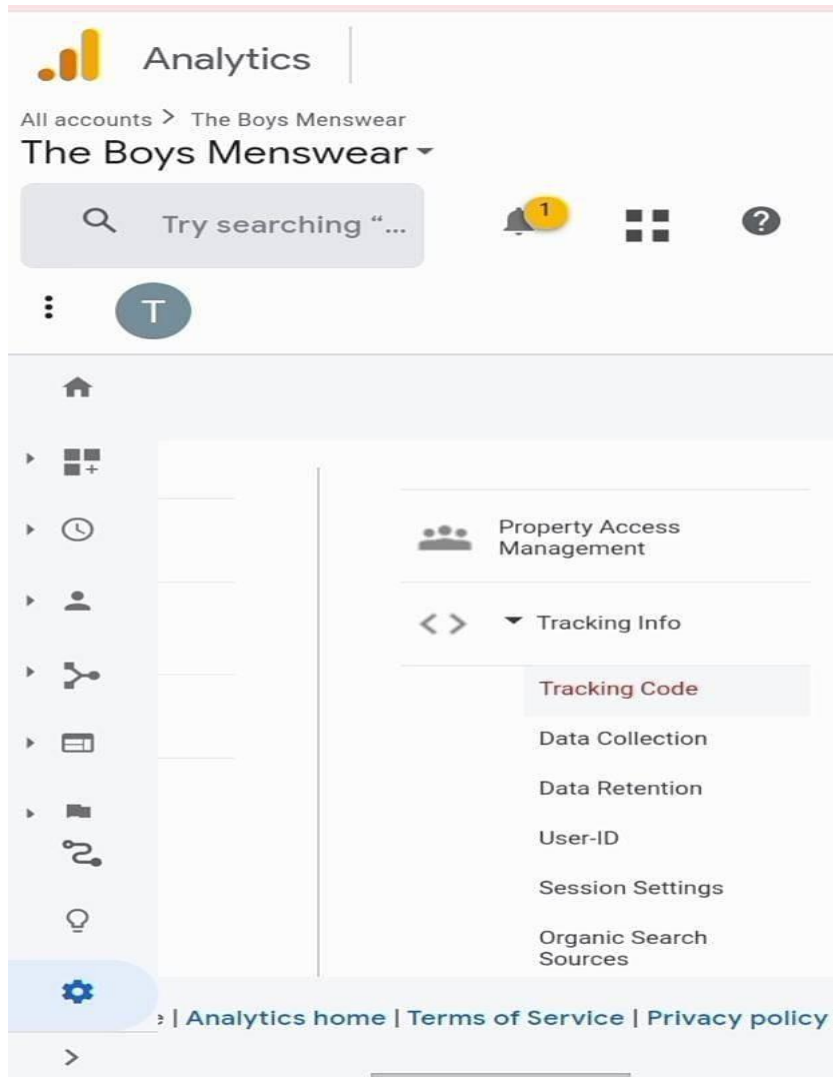 Analytics
All accounts > The Boys Menswear
The Boys Menswear
Try searching “...
1
?
T
Property Access
Management
Tracking Info
Tracking Code
Data Collection
Data Retention
User-ID
Session Settings
Organic Search
Sources
| Analytics home | Terms of Service | Privacy policy